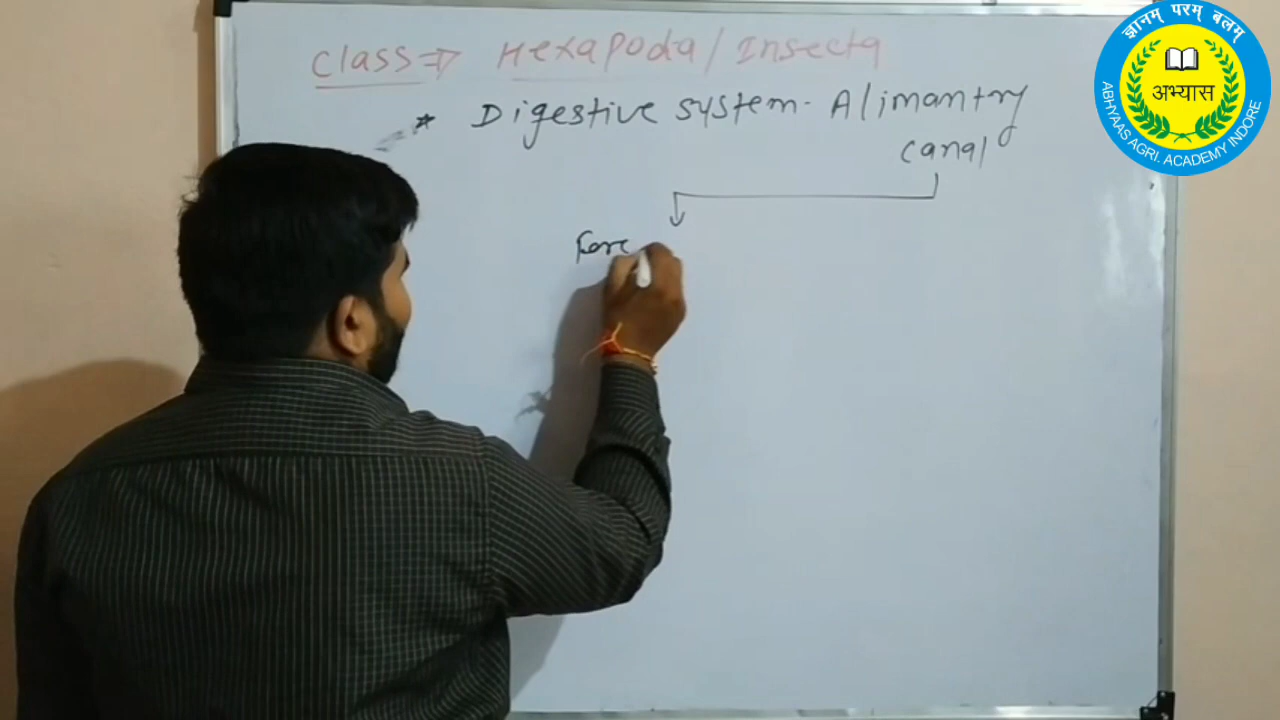 class ⇒ Hexapoda/Insecta
* Digestive system. Alimantry
canal
Fore
ज्ञानम् परम् बलम्
अभ्यास
ABHYAAS AGRI. ACADEMY INDORE